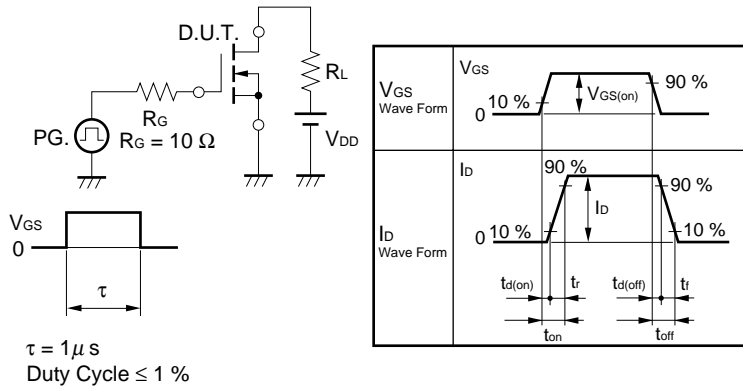 D.U.T.
RL
RG
PG.
RG = 10 Ω
VDD
VGS
0
τ
τ = 1µ s
Duty Cycle ≤ 1 %
VGS
Wave Form
VGS
10 %
0
VGS(on)
90 %
ID
Wave Form
ID
90 %
90 %
ID
0 10 %
10 %
td(on) tr td(off) tf
ton toff